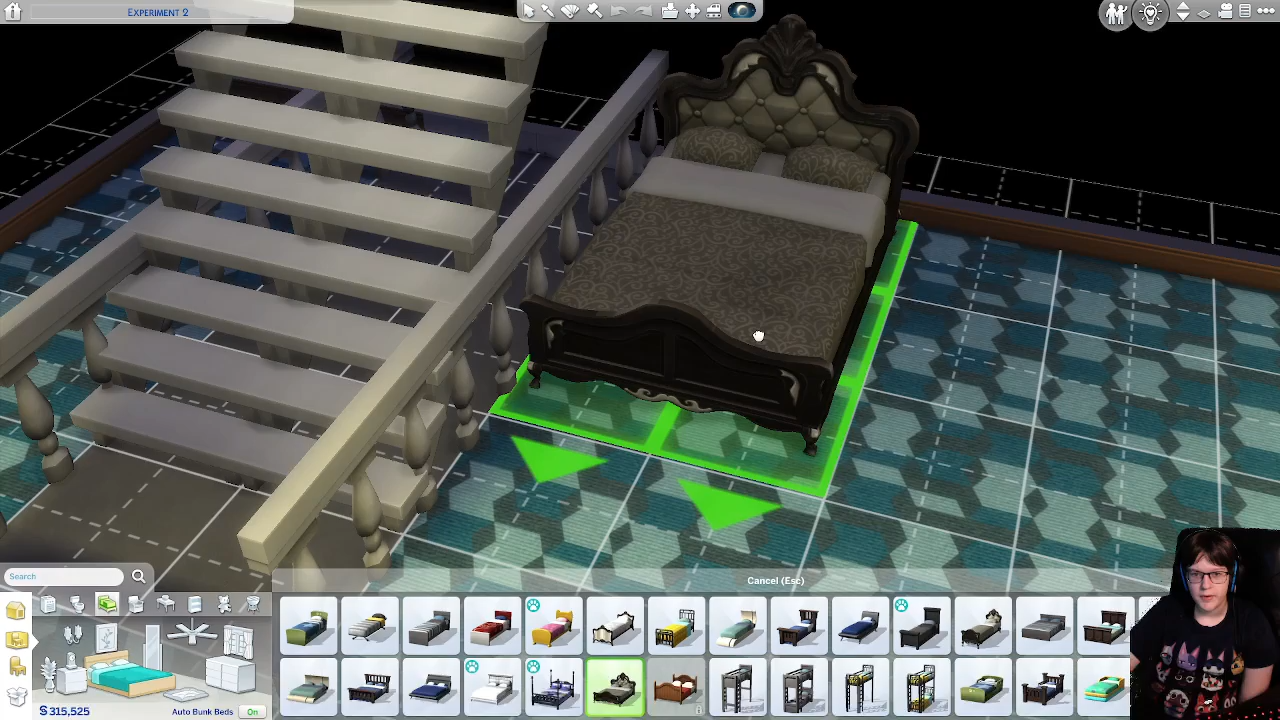 EXPERIMENT 2
Cancel (Esc)
Search
$315,525
Auto Bunk Beds On